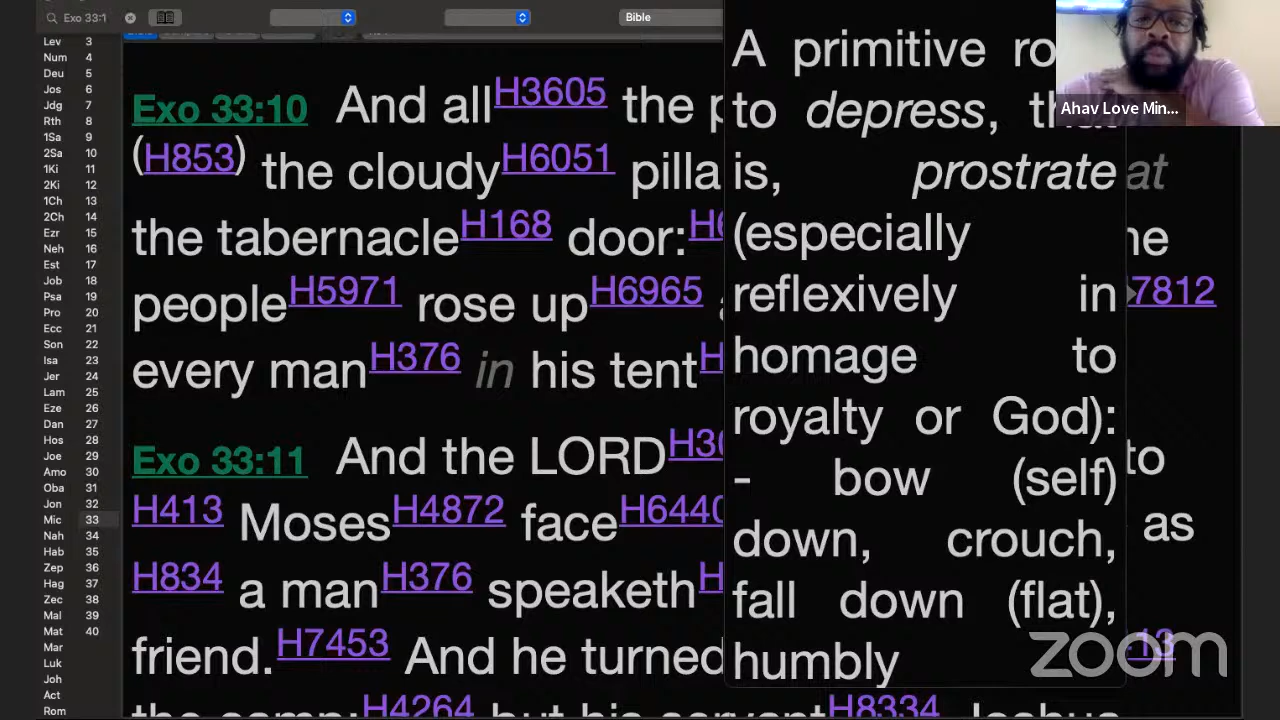 Exo 33:1
Bible
Lev 3
Num 4
Deu 5
Jos 6
Jdg 7
Rth 8
1Sa 9
2Sa 10
1Ki 11
2Ki 12
1Ch 13
2Ch 14
Ezr 15
Neh 16
Est 17
Job 18
Psa 19
Pro 20
Ecc 21
Son 22
Isa 23
Jer 24
Lam 25
Eze 26
Dan 27
Hos 28
Joe 29
Amo 30
Oba 31
Jon 32
Mic 33
Nah 34
Hab 35
Zep 36
Hag 37
Zec 38
Mal 39
Mat 40
Mar
Luk
Joh
Act
Rom
Exo 33:10 And all H3605 the
(H853) the cloudy H6051
the tabernacle H168 door:
people H5971 rose up H6965
every man H376 in his tent
Exo 33:11 And the LORD
H413 Moses H4872 face
H834 a man H376 speaketh
friend. H7453 And he turned
the camp: H4264 but his servant H8334 Joshua
A primitive
to depress,
is, prostrate
(especially
reflexively in
homage to
royalty or God):
- bow (self)
down, crouch,
fall down (flat),
humbly
at
7812
to
as
Ahav Love Min...
zoom